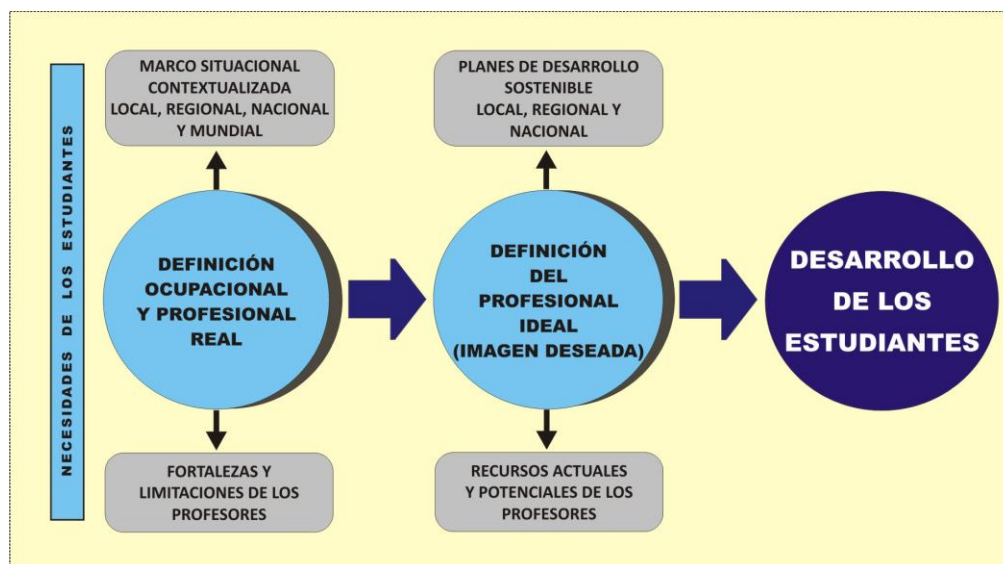 NECESIDADES DE LOS ESTUDIANTES
MARCO SITUACIONAL
CONTEXTUALIZADA
LOCAL, REGIONAL, NACIONAL
Y MUNDIAL
PLANES DE DESARROLLO
SOSTENIBLE
LOCAL, REGIONAL Y
NACIONAL
DEFINICIÓN
OCUPACIONAL
Y PROFESIONAL
REAL
DEFINICIÓN
DEL
PROFESIONAL
IDEAL
(IMAGEN DESEADA)
DESARROLLO
DE LOS
ESTUDIANTES
FORTALEZAS Y
LIMITACIONES DE LOS
PROFESORES
RECURSOS ACTUALES
Y POTENCIALES DE LOS
PROFESORES